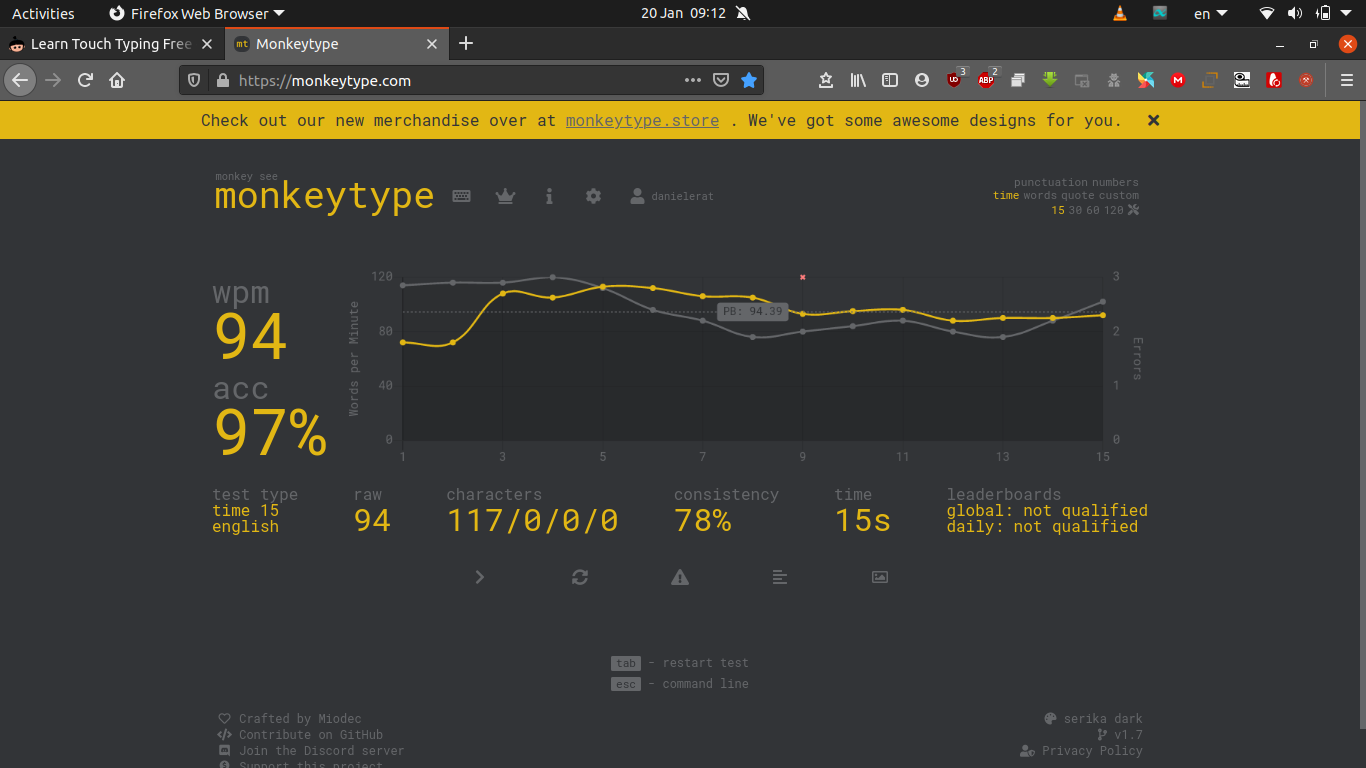 Activities
Firefox Web Browser
20 Jan 09:12
en
Learn Touch Typing Free
mt Monkeytype
https://monkeytype.com
3
2
UO
ABP
M
Check out our new merchandise over at monkeytype.store . We've got some awesome designs for you.
monkey see
monkeytype
danielerat
punctuation numbers
time words quote custom
15 30 60 120
wpm
94
acc
97%
Words per Minute
120
80
40
0
PB: 94.39
3
2
1
0
Errors
1 3 5 7 9 11 13 15
test type
time 15
english
raw
94
characters
117/0/0/0
consistency
78%
time
15s
leaderboards
global: not qualified
daily: not qualified
tab - restart test
esc - command line
Crafted by Miodec
Contribute on GitHub
Join the Discord server
Support this project
serika dark
v1.7
Privacy Policy